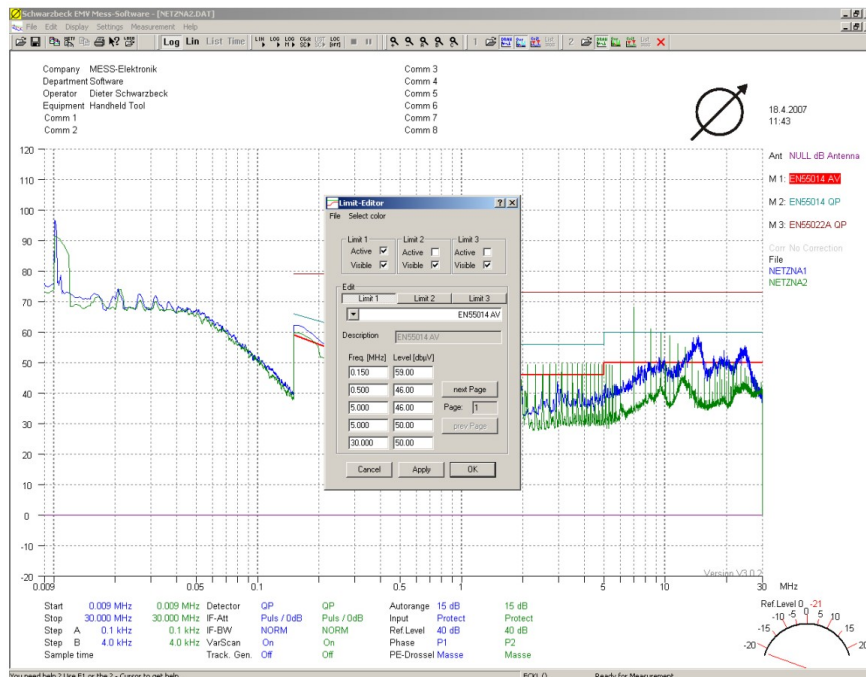 Schwarzbeck EMV Mess-Software - [NETZNA2.DAT]
File Edit Display Settings Measurement Help
Log Lin List Time
1
2
Company MESS-Elektronik
Department Software
Operator Dieter Schwarzbeck
Equipment Handheld Tool
Comm 1
Comm 2
Comm 3
Comm 4
Comm 5
Comm 6
Comm 7
Comm 8
18.4.2007
11:43
Ant NULL dB Antenna
M 1: EN55014 AV
M 2: EN55014 QP
M 3: EN55022A QP
Corr No Correction
File
NETZNA1
NETZNA2
120
110
100
90
80
70
60
50
40
30
20
10
0
-10
-20
0.009 0.05 0.1 0.5 1 5 10 30 MHz
Version V3.0.2
Limit-Editor
File Select color
Limit 1 Limit 2 Limit 3
Active Active Active
Visible Visible Visible
Edit
Limit 1 Limit 2 Limit 3
EN55014 AV
Description EN55014 AV
Freq. [MHz] Level [dbµV]
0.150 59.00
0.500 46.00
5.000 46.00
5.000 50.00
30.000 50.00
next Page
Page: 1
prev Page
Cancel Apply OK
Start 0.009 MHz 0.009 MHz Detector QP QP Autorange 15 dB 15 dB
Stop 30.000 MHz 30.000 MHz IF-Att Puls / 0dB Puls / 0dB Input Protect Protect
Step A 0.1 kHz 0.1 kHz IF-BW NORM NORM Ref.Level 40 dB 40 dB
Step B 4.0 kHz 4.0 kHz VarScan On On Phase P1 P2
Sample time Track. Gen. Off Off PE-Drossel Masse Masse
Ref.Level 0 -21
-20 -15 -10 -5 0 5 10 15 20
You need help ? Use F1 or the ? - Cursor to get help. Ready for Measurement